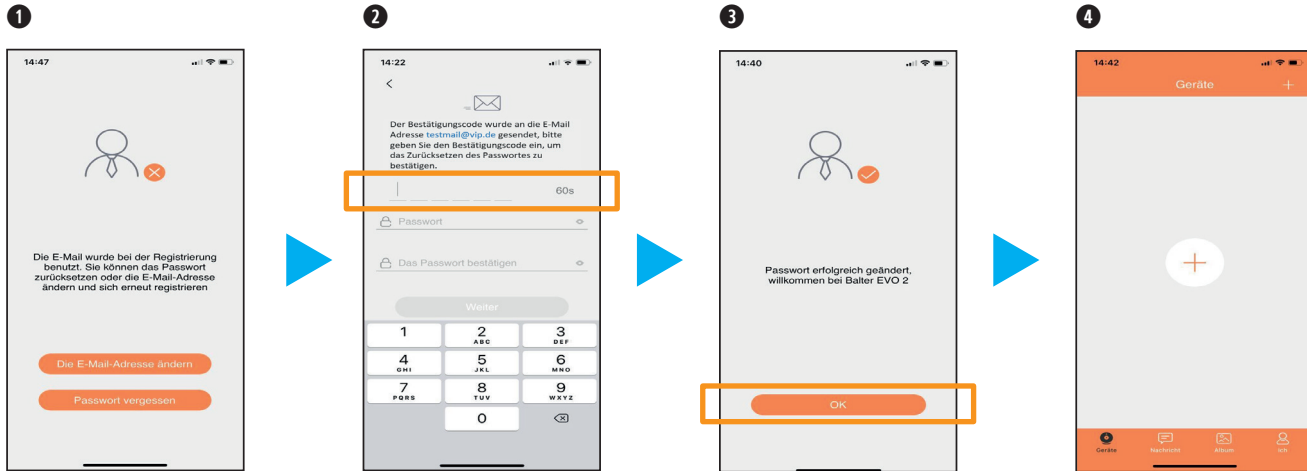 ❶
14:47
Die E-Mail wurde bei der Registrierung
benutzt. Sie können das Passwort
zurücksetzen oder die E-Mail-Adresse
ändern und sich erneut registrieren
Die E-Mail-Adresse ändern
Passwort vergessen
❷
14:22
Der Bestätigungscode wurde an die E-Mail
Adresse testmail@vip.de gesendet, bitte
geben Sie den Bestätigungscode ein, um
das Zurücksetzen des Passwortes zu
bestätigen.
60s
Passwort
Das Passwort bestätigen
Weiter
1 2 3
ABC DEF
4 5 6
GHI JKL MNO
7 8 9
PQRS TUV WXYZ
0
❸
14:40
Passwort erfolgreich geändert,
willkommen bei Balter EVO 2
OK
❹
14:42
Geräte
Geräte Nachricht Album Ich